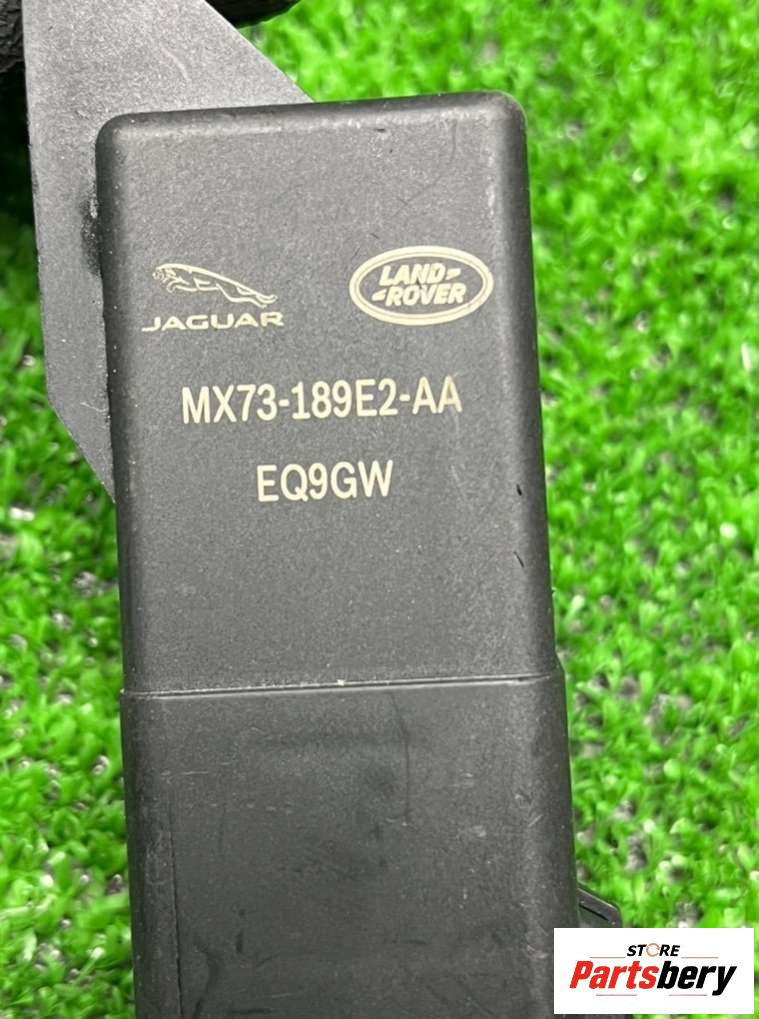 JAGUAR
LAND-
-ROVER
MX73-189E2-AA
EQ9GW
STORE
Partsbery